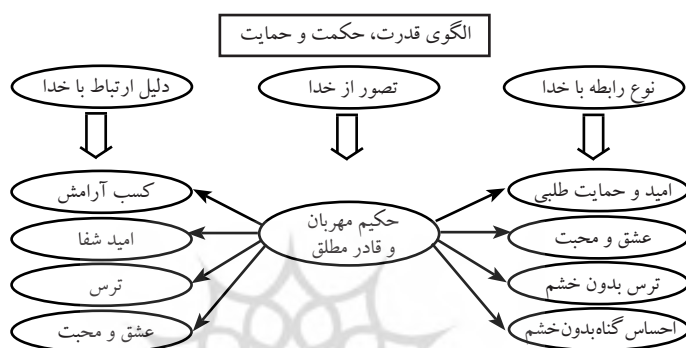 الگوی قدرت، حکمت و حمایت
نوع رابطه با خدا
تصور از خدا
دلیل ارتباط با خدا
امید و حمایت طلبی
عشق و محبت
ترس بدون خشم
احساس گناه‌بدون‌خشم
حکیم مهربان
و قادر مطلق
کسب آرامش
امید شفا
ترس
عشق و محبت